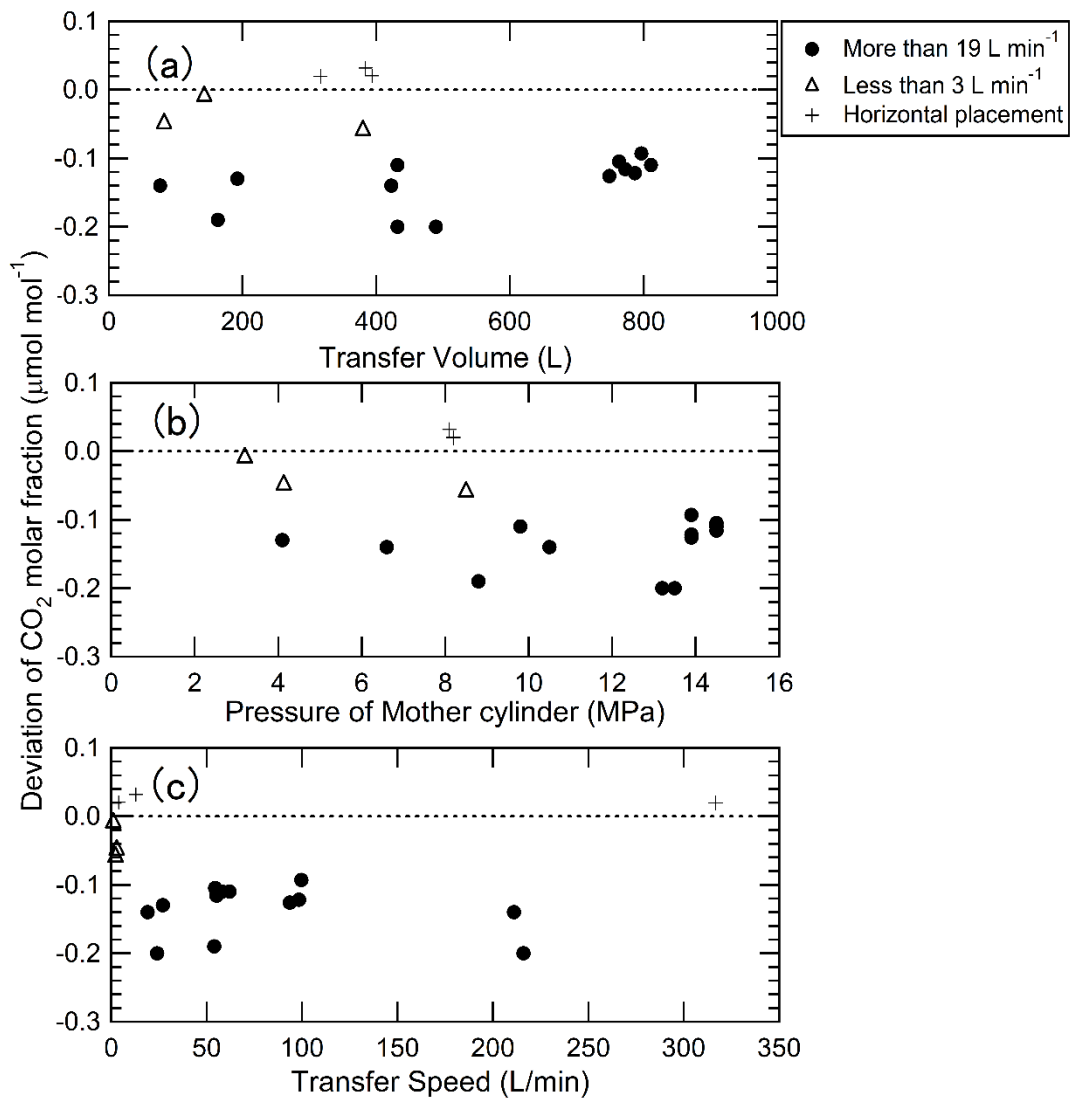 Deviation of CO₂ molar fraction (μmol mol⁻¹)
0.1
0.0
-0.1
-0.2
-0.3
(a)
0 200 400 600 800 1000
Transfer Volume (L)
More than 19 L min⁻¹
Less than 3 L min⁻¹
Horizontal placement
0.1
0.0
-0.1
-0.2
-0.3
(b)
0 2 4 6 8 10 12 14 16
Pressure of Mother cylinder (MPa)
0.1
0.0
-0.1
-0.2
-0.3
(c)
0 50 100 150 200 250 300 350
Transfer Speed (L/min)